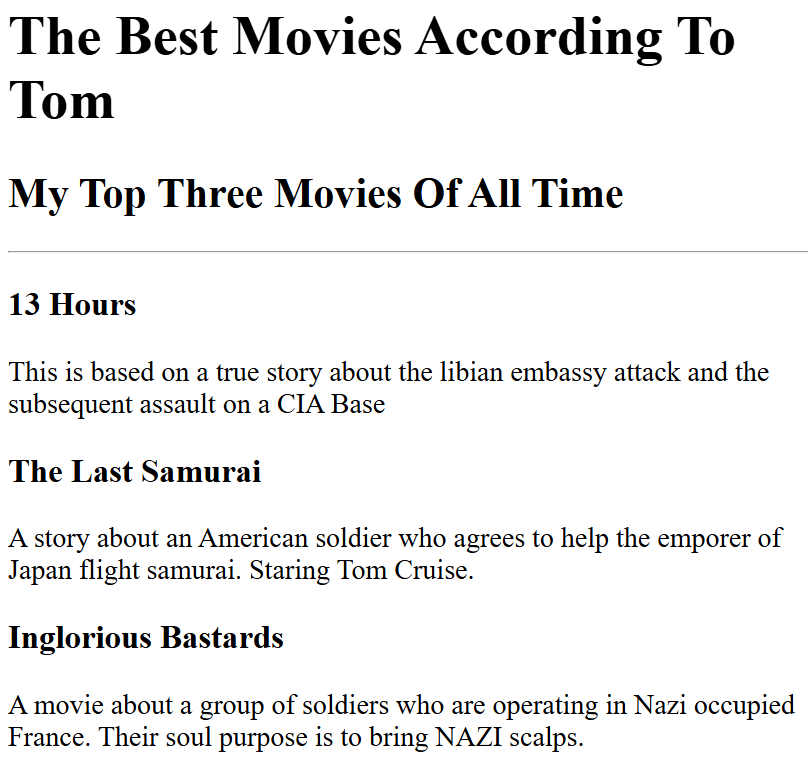 The Best Movies According To
Tom
My Top Three Movies Of All Time
13 Hours
This is based on a true story about the libian embassy attack and the
subsequent assault on a CIA Base
The Last Samurai
A story about an American soldier who agrees to help the emporer of
Japan flight samurai. Staring Tom Cruise.
Inglorious Bastards
A movie about a group of soldiers who are operating in Nazi occupied
France. Their soul purpose is to bring NAZI scalps.